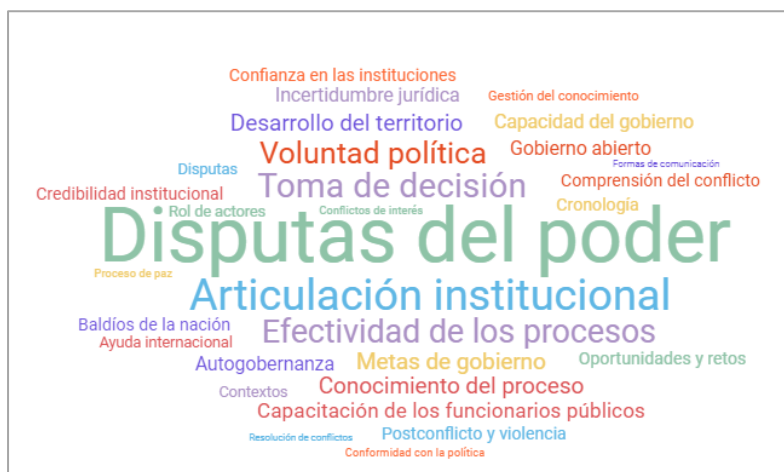 Confianza en las instituciones
Incertidumbre jurídica
Gestión del conocimiento
Desarrollo del territorio
Capacidad del gobierno
Voluntad política
Gobierno abierto
Disputas
Formas de comunicación
Toma de decisión
Comprensión del conflicto
Credibilidad institucional
Rol de actores
Conflictos de interés
Cronología
Disputas del poder
Proceso de paz
Articulación institucional
Baldíos de la nación
Efectividad de los procesos
Ayuda internacional
Autogobernanza
Metas de gobierno
Oportunidades y retos
Contextos
Conocimiento del proceso
Capacitación de los funcionarios públicos
Resolución de conflictos
Postconflicto y violencia
Conformidad con la política